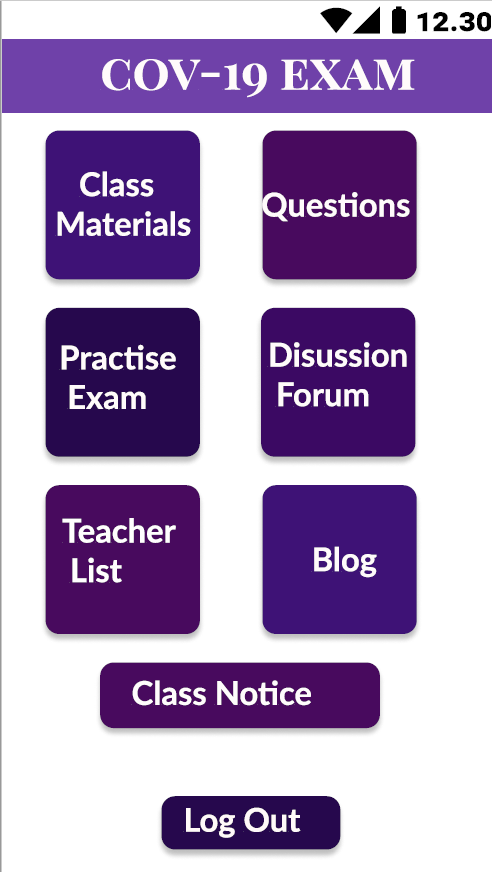 12.30
COV-19 EXAM
Class
Materials
Questions
Practise
Exam
Disussion
Forum
Teacher
List
Blog
Class Notice
Log Out